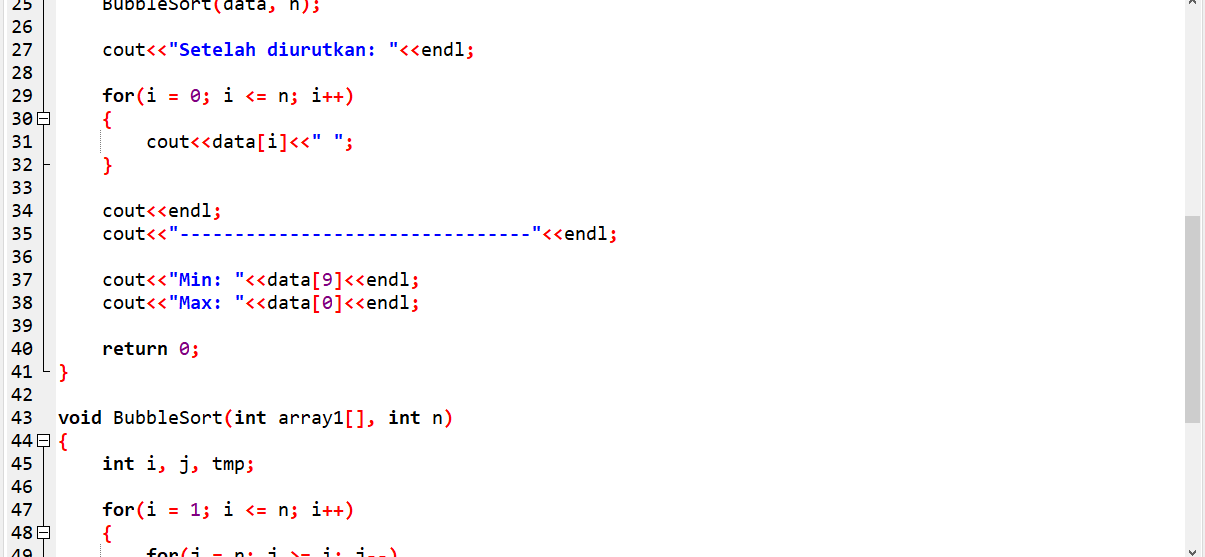 25 BubbleSort(data, n);
26
27 cout<<"Setelah diurutkan: "<<endl;
28
29 for(i = 0; i <= n; i++)
30 {
31 cout<<data[i]<<" ";
32 }
33
34 cout<<endl;
35 cout<<"--------------------------------"<<endl;
36
37 cout<<"Min: "<<data[9]<<endl;
38 cout<<"Max: "<<data[0]<<endl;
39
40 return 0;
41 }
42
43 void BubbleSort(int array1[], int n)
44 {
45 int i, j, tmp;
46
47 for(i = 1; i <= n; i++)
48 {
49 for(j = n; j >= i; j--)